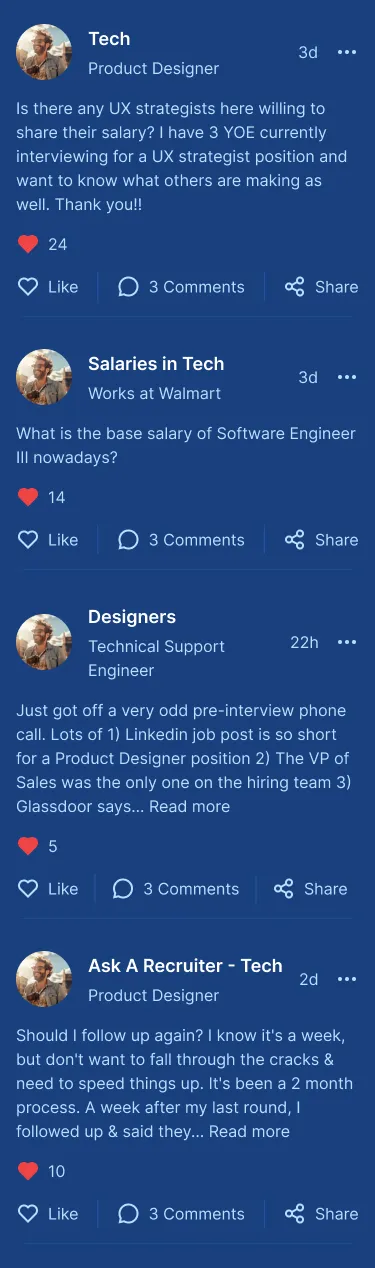 Tech
3d
Product Designer
Is there any UX strategists here willing to
share their salary? I have 3 YOE currently
interviewing for a UX strategist position and
want to know what others are making as
well. Thank you!!
24
Like
3 Comments
Share
Salaries in Tech
3d
Works at Walmart
What is the base salary of Software Engineer
III nowadays?
14
Like
3 Comments
Share
Designers
22h
Technical Support
Engineer
Just got off a very odd pre-interview phone
call. Lots of 1) Linkedin job post is so short
for a Product Designer position 2) The VP of
Sales was the only one on the hiring team 3)
Glassdoor says... Read more
5
Like
3 Comments
Share
Ask A Recruiter - Tech
2d
Product Designer
Should I follow up again? I know it's a week,
but don't want to fall through the cracks &
need to speed things up. It's been a 2 month
process. A week after my last round, I
followed up & said they... Read more
10
Like
3 Comments
Share